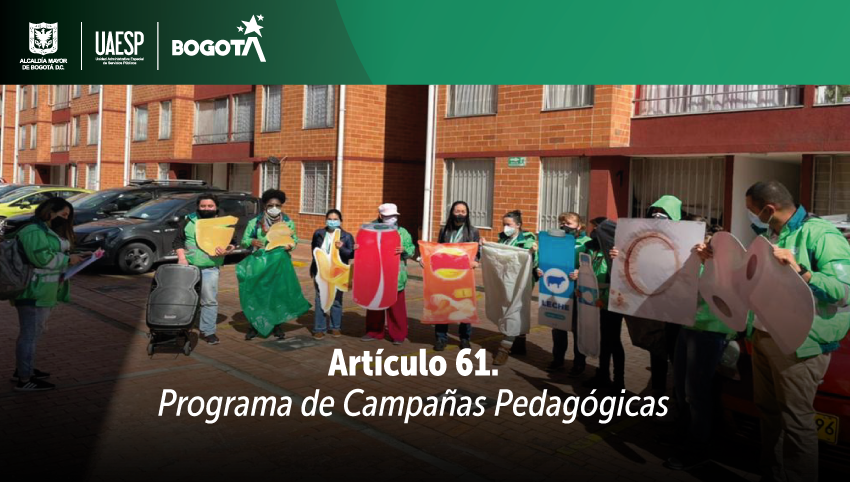 ALCALDÍA MAYOR
DE BOGOTÁ D.C.
UAESP
Unidad Administrativa Especial
de Servicios Públicos
BOGOTÁ
LECHE
96
Artículo 61.
Programa de Campañas Pedagógicas